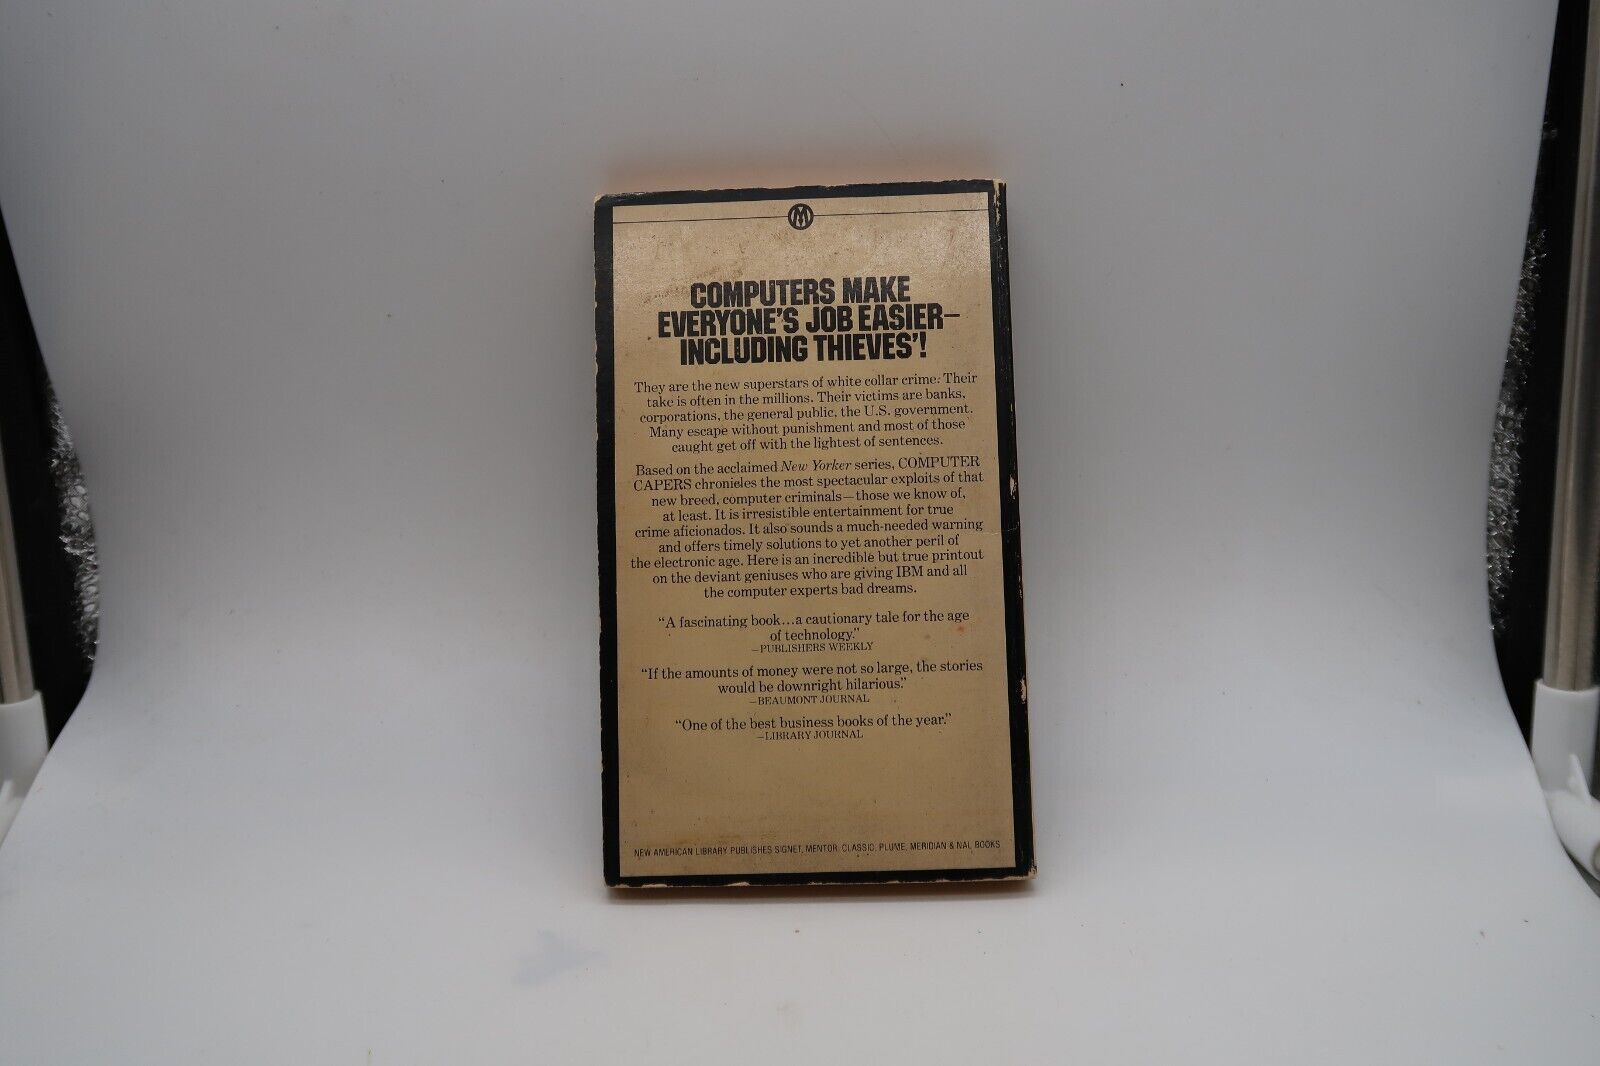 M
COMPUTERS MAKE
EVERYONE'S JOB EASIER—
INCLUDING THIEVES'!
They are the new superstars of white collar crime. Their
take is often in the millions. Their victims are banks,
corporations, the general public, the U.S. government.
Many escape without punishment and most of those
caught get off with the lightest of sentences.
Based on the acclaimed New Yorker series, COMPUTER
CAPERS chronicles the most spectacular exploits of that
new breed, computer criminals—those we know of,
at least. It is irresistible entertainment for true
crime aficionados. It also sounds a much-needed warning
and offers timely solutions to yet another peril of
the electronic age. Here is an incredible but true printout
on the deviant geniuses who are giving IBM and all
the computer experts bad dreams.
“A fascinating book...a cautionary tale for the age
of technology.”
—PUBLISHERS WEEKLY
“If the amounts of money were not so large, the stories
would be downright hilarious.”
—BEAUMONT JOURNAL
“One of the best business books of the year.”
—LIBRARY JOURNAL
NEW AMERICAN LIBRARY PUBLISHES SIGNET, MENTOR, CLASSIC, PLUME, MERIDIAN & NAL BOOKS